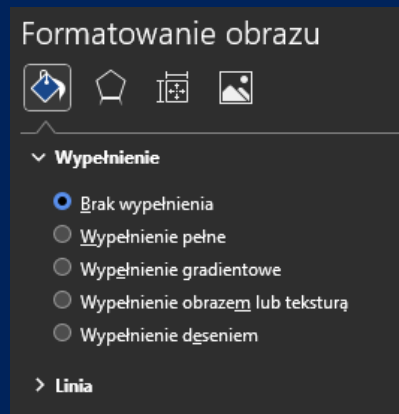 Formatowanie obrazu
Wypełnienie
Brak wypełnienia
Wypełnienie pełne
Wypełnienie gradientowe
Wypełnienie obrazem lub teksturą
Wypełnienie deseniem
Linia